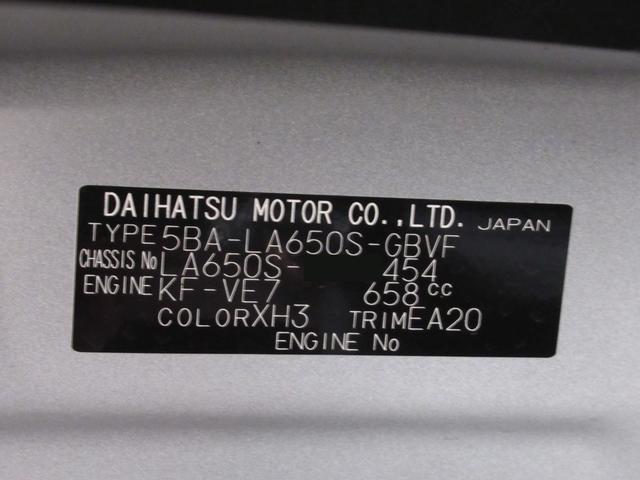 DAIHATSU MOTOR CO.,LTD. JAPAN
TYPE 5BA-LA650S-GBVF
CHASSIS No LA650S- 454
ENGINE KF-VE7 658 CC
COLOR XH3 TRIM EA20
ENGINE No